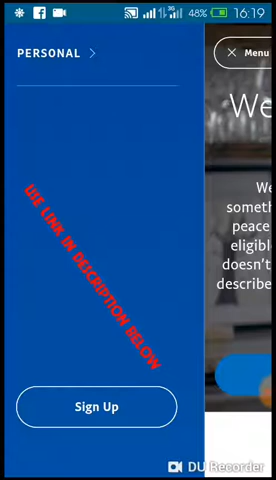 48% 16:19
PERSONAL
Menu
We
We
someth
peace
eligibl
doesn't
describe
USE LINK IN DESCRIPTION BELOW
Sign Up
DU Recorder